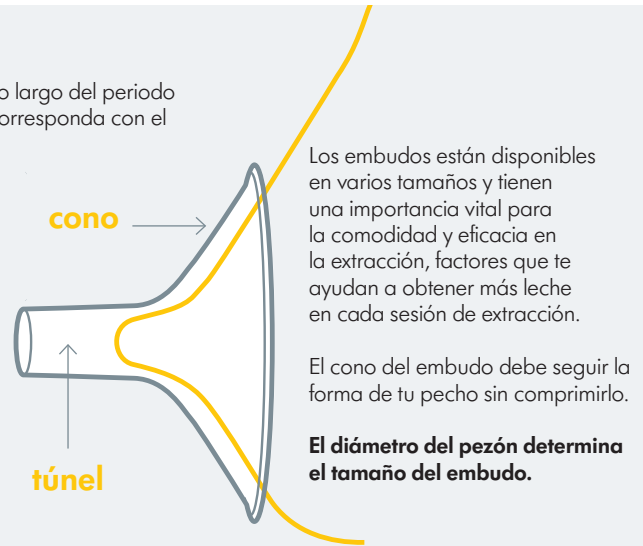 o largo del periodo
orresponda con el
cono
túnel
Los embudos están disponibles
en varios tamaños y tienen
una importancia vital para
la comodidad y eficacia en
la extracción, factores que te
ayudan a obtener más leche
en cada sesión de extracción.
El cono del embudo debe seguir la
forma de tu pecho sin comprimirlo.
El diámetro del pezón determina
el tamaño del embudo.